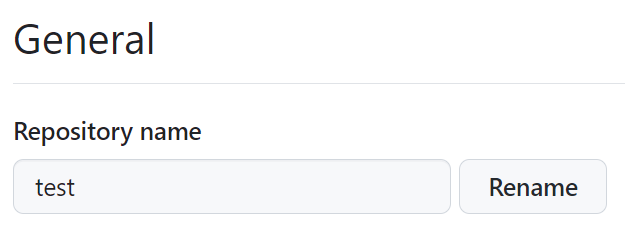 General
Repository name
test
Rename